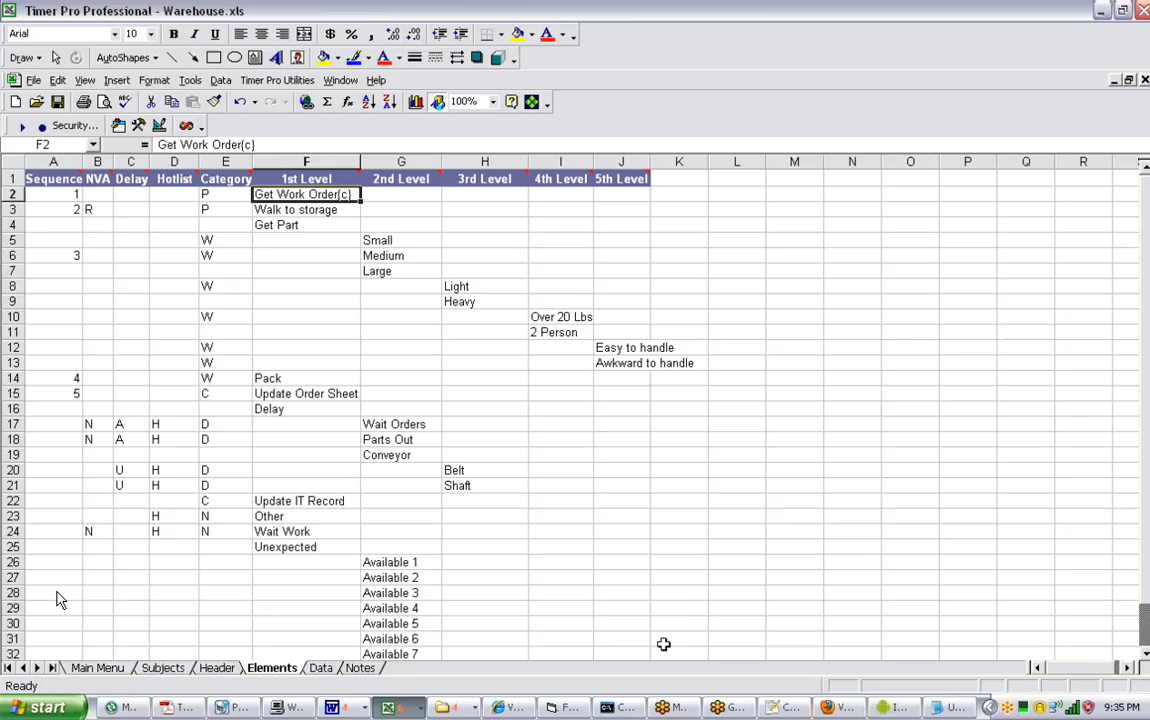 Timer Pro Professional - Warehouse.xls
Arial 10 B I U $ % ,
Draw AutoShapes
File Edit View Insert Format Tools Data Timer Pro Utilities Window Help
100%
Security...
F2 = Get Work Order{c}
A B C D E F G H I J K L M N O P Q R
1 Sequence NVA Delay Hotlist Category 1st Level 2nd Level 3rd Level 4th Level 5th Level
2 1 P Get Work Order{c}
3 2 R P Walk to storage
4 Get Part
5 W Small
6 3 W Medium
7 Large
8 W Light
9 Heavy
10 W Over 20 Lbs
11 2 Person
12 W Easy to handle
13 W Awkward to handle
14 4 W Pack
15 5 C Update Order Sheet
16 Delay
17 N A H D Wait Orders
18 N A H D Parts Out
19 Conveyor
20 U H D Belt
21 U H D Shaft
22 C Update IT Record
23 H N Other
24 N H N Wait Work
25 Unexpected
26 Available 1
27 Available 2
28 Available 3
29 Available 4
30 Available 5
31 Available 6
32 Available 7
Main Menu Subjects Header Elements Data Notes
Ready
start M... T... P... W... 4 6 4 V... F... C... M... G... C... V... I... U... 9:35 PM